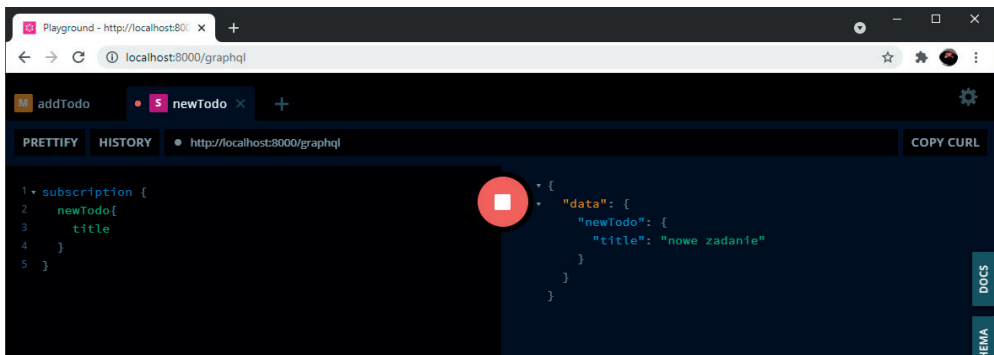 Playground - http://localhost:800
localhost:8000/graphql
M addTodo
S newTodo
PRETTIFY
HISTORY
http://localhost:8000/graphql
COPY CURL
1 subscription {
2 newTodo{
3 title
4 }
5 }
{
"data": {
"newTodo": {
"title": "nowe zadanie"
}
}
}
DOCS
HEMA